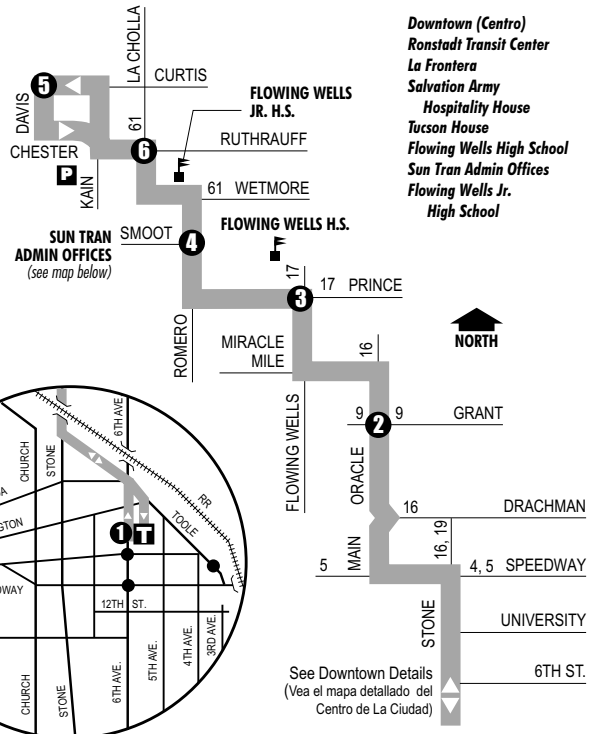 Downtown (Centro)
Ronstadt Transit Center
La Frontera
Salvation Army
Hospitality House
Tucson House
Flowing Wells High School
Sun Tran Admin Offices
Flowing Wells Jr.
High School
LA CHOLLA
5
CURTIS
DAVIS
FLOWING WELLS
JR. H.S.
61
RUTHRAUFF
CHESTER
6
P
KAIN
61 WETMORE
SMOOT
FLOWING WELLS H.S.
SUN TRAN
ADMIN OFFICES
(see map below)
4
17
3
17 PRINCE
ROMERO
NORTH
MIRACLE
MILE
16
9
2
9
GRANT
FLOWING WELLS
ORACLE
16
DRACHMAN
16, 19
5
MAIN
4, 5 SPEEDWAY
STONE
UNIVERSITY
6TH ST.
See Downtown Details
(Vea el mapa detallado del
Centro de La Ciudad)
6TH AVE
CHURCH
STONE
RR
A
GTON
TOOLE
1
T
DWAY
12TH ST.
CHURCH
STONE
6TH AVE.
5TH AVE.
4TH AVE.
3RD AVE.